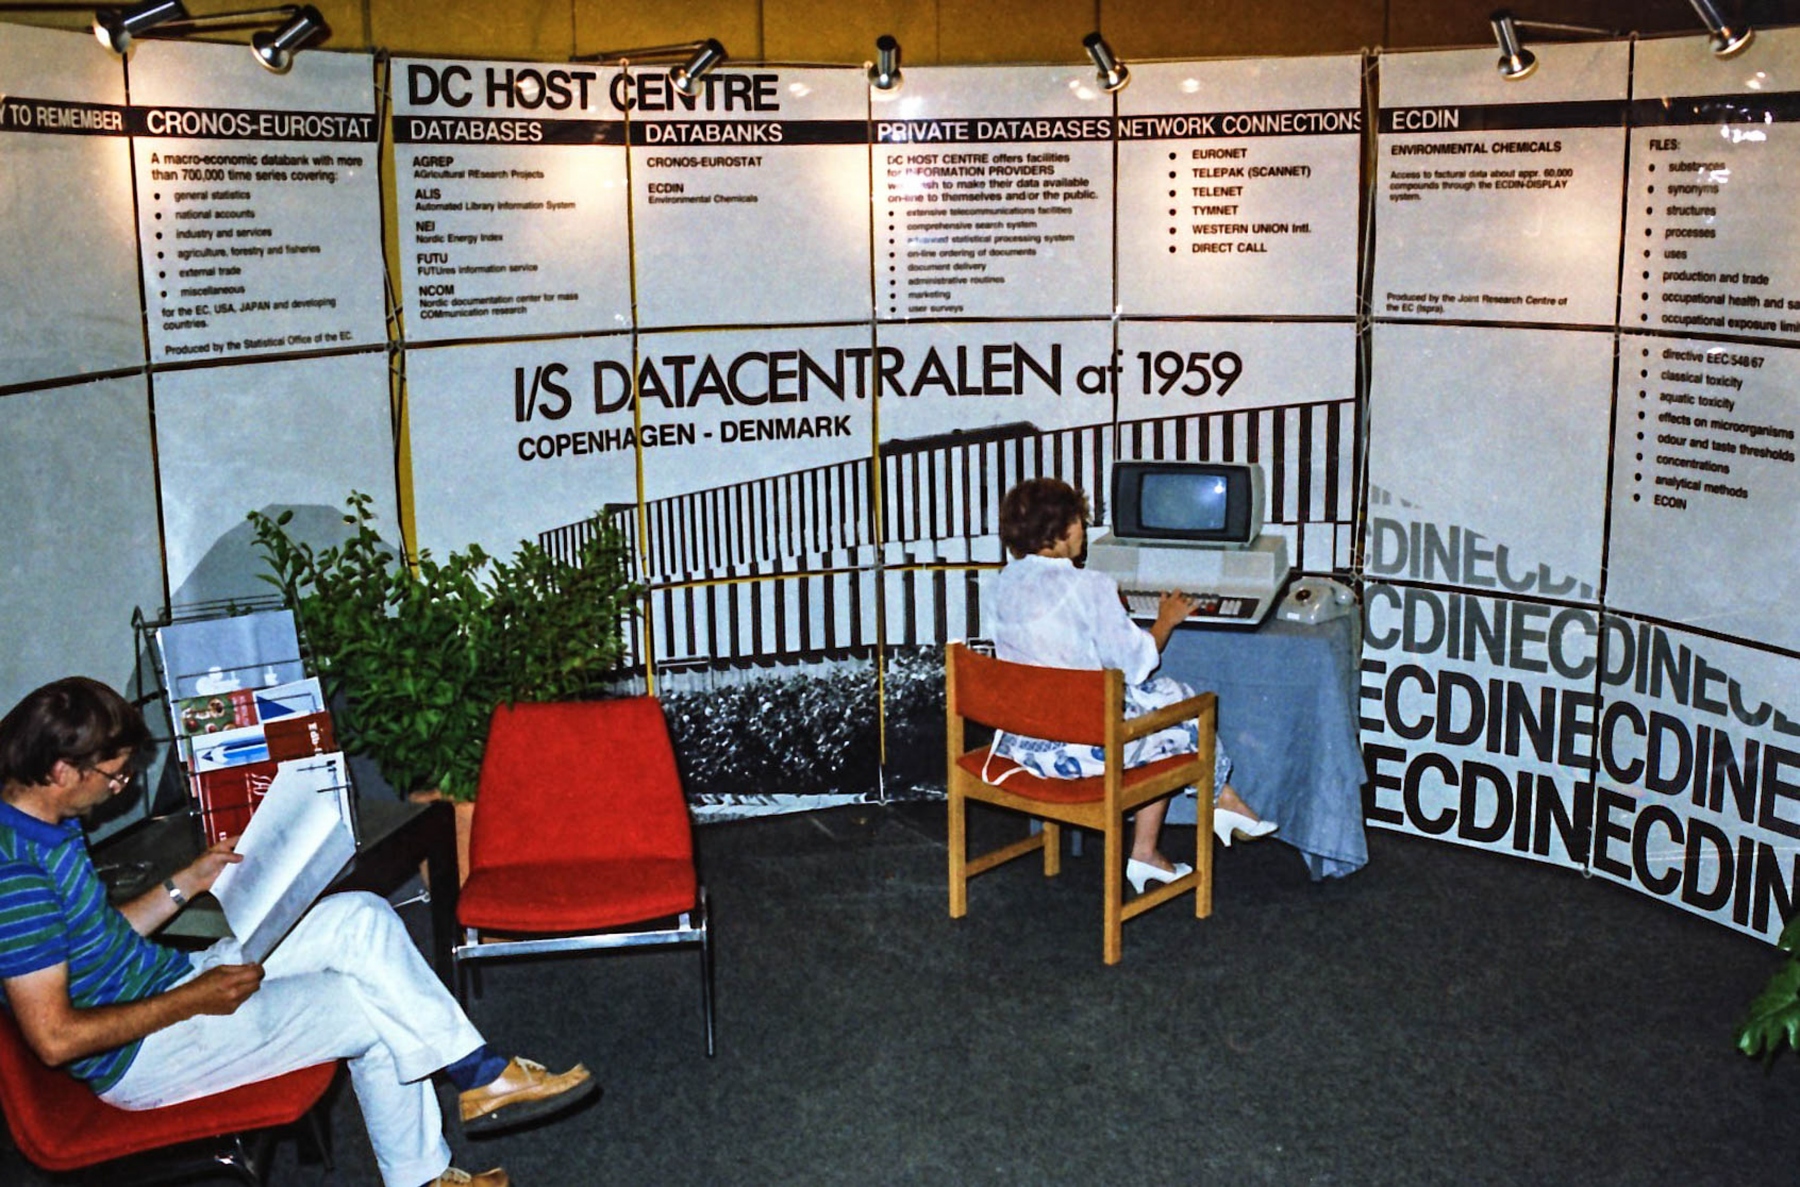 Y TO REMEMBER
CRONOS-EUROSTAT
A macro-economic databank with more
than 700,000 time series covering:
• general statistics
• national accounts
• industry and services
• agriculture, forestry and fisheries
• external trade
• miscellaneous
for the EC, USA, JAPAN and developing
countries.
Produced by the Statistical Office of the EC.
DC HOST CENTRE
DATABASES
AGREP
AGricultural REsearch Projects
ALIS
Automated Library Information System
NEI
Nordic Energy Index
FUTU
FUTUres information service
NCOM
Nordic documentation center for mass
COMmunication research
DATABANKS
CRONOS-EUROSTAT
ECDIN
Environmental Chemicals
PRIVATE DATABASES
DC HOST CENTRE offers facilities
for INFORMATION PROVIDERS
wish to make their data available
on-line to themselves and/or the public.
• extensive telecommunications facilities
• comprehensive search system
• advanced statistical processing system
• on-line ordering of documents
• document delivery
• administrative routines
• marketing
• user surveys
NETWORK CONNECTIONS
• EURONET
• TELEPAK (SCANNET)
• TELENET
• TYMNET
• WESTERN UNION Intl.
• DIRECT CALL
I/S DATACENTRALEN af 1959
COPENHAGEN - DENMARK
ECDIN
ENVIRONMENTAL CHEMICALS
Access to factural data about appr. 60.000
compounds through the ECDIN-DISPLAY
system.
Produced by the Joint Research Centre of
the EC (Ispra).
FILES:
• substances
• synonyms
• structures
• processes
• uses
• production and trade
• occupational health and sa
• occupational exposure limi
• directive EEC 548/67
• classical toxicity
• aquatic toxicity
• effects on microorganisms
• odour and taste thresholds
• concentrations
• analytical methods
• ECOIN
CDINECDI
CDINECDINECDI
ECDINECDINE
ECDINECDIN